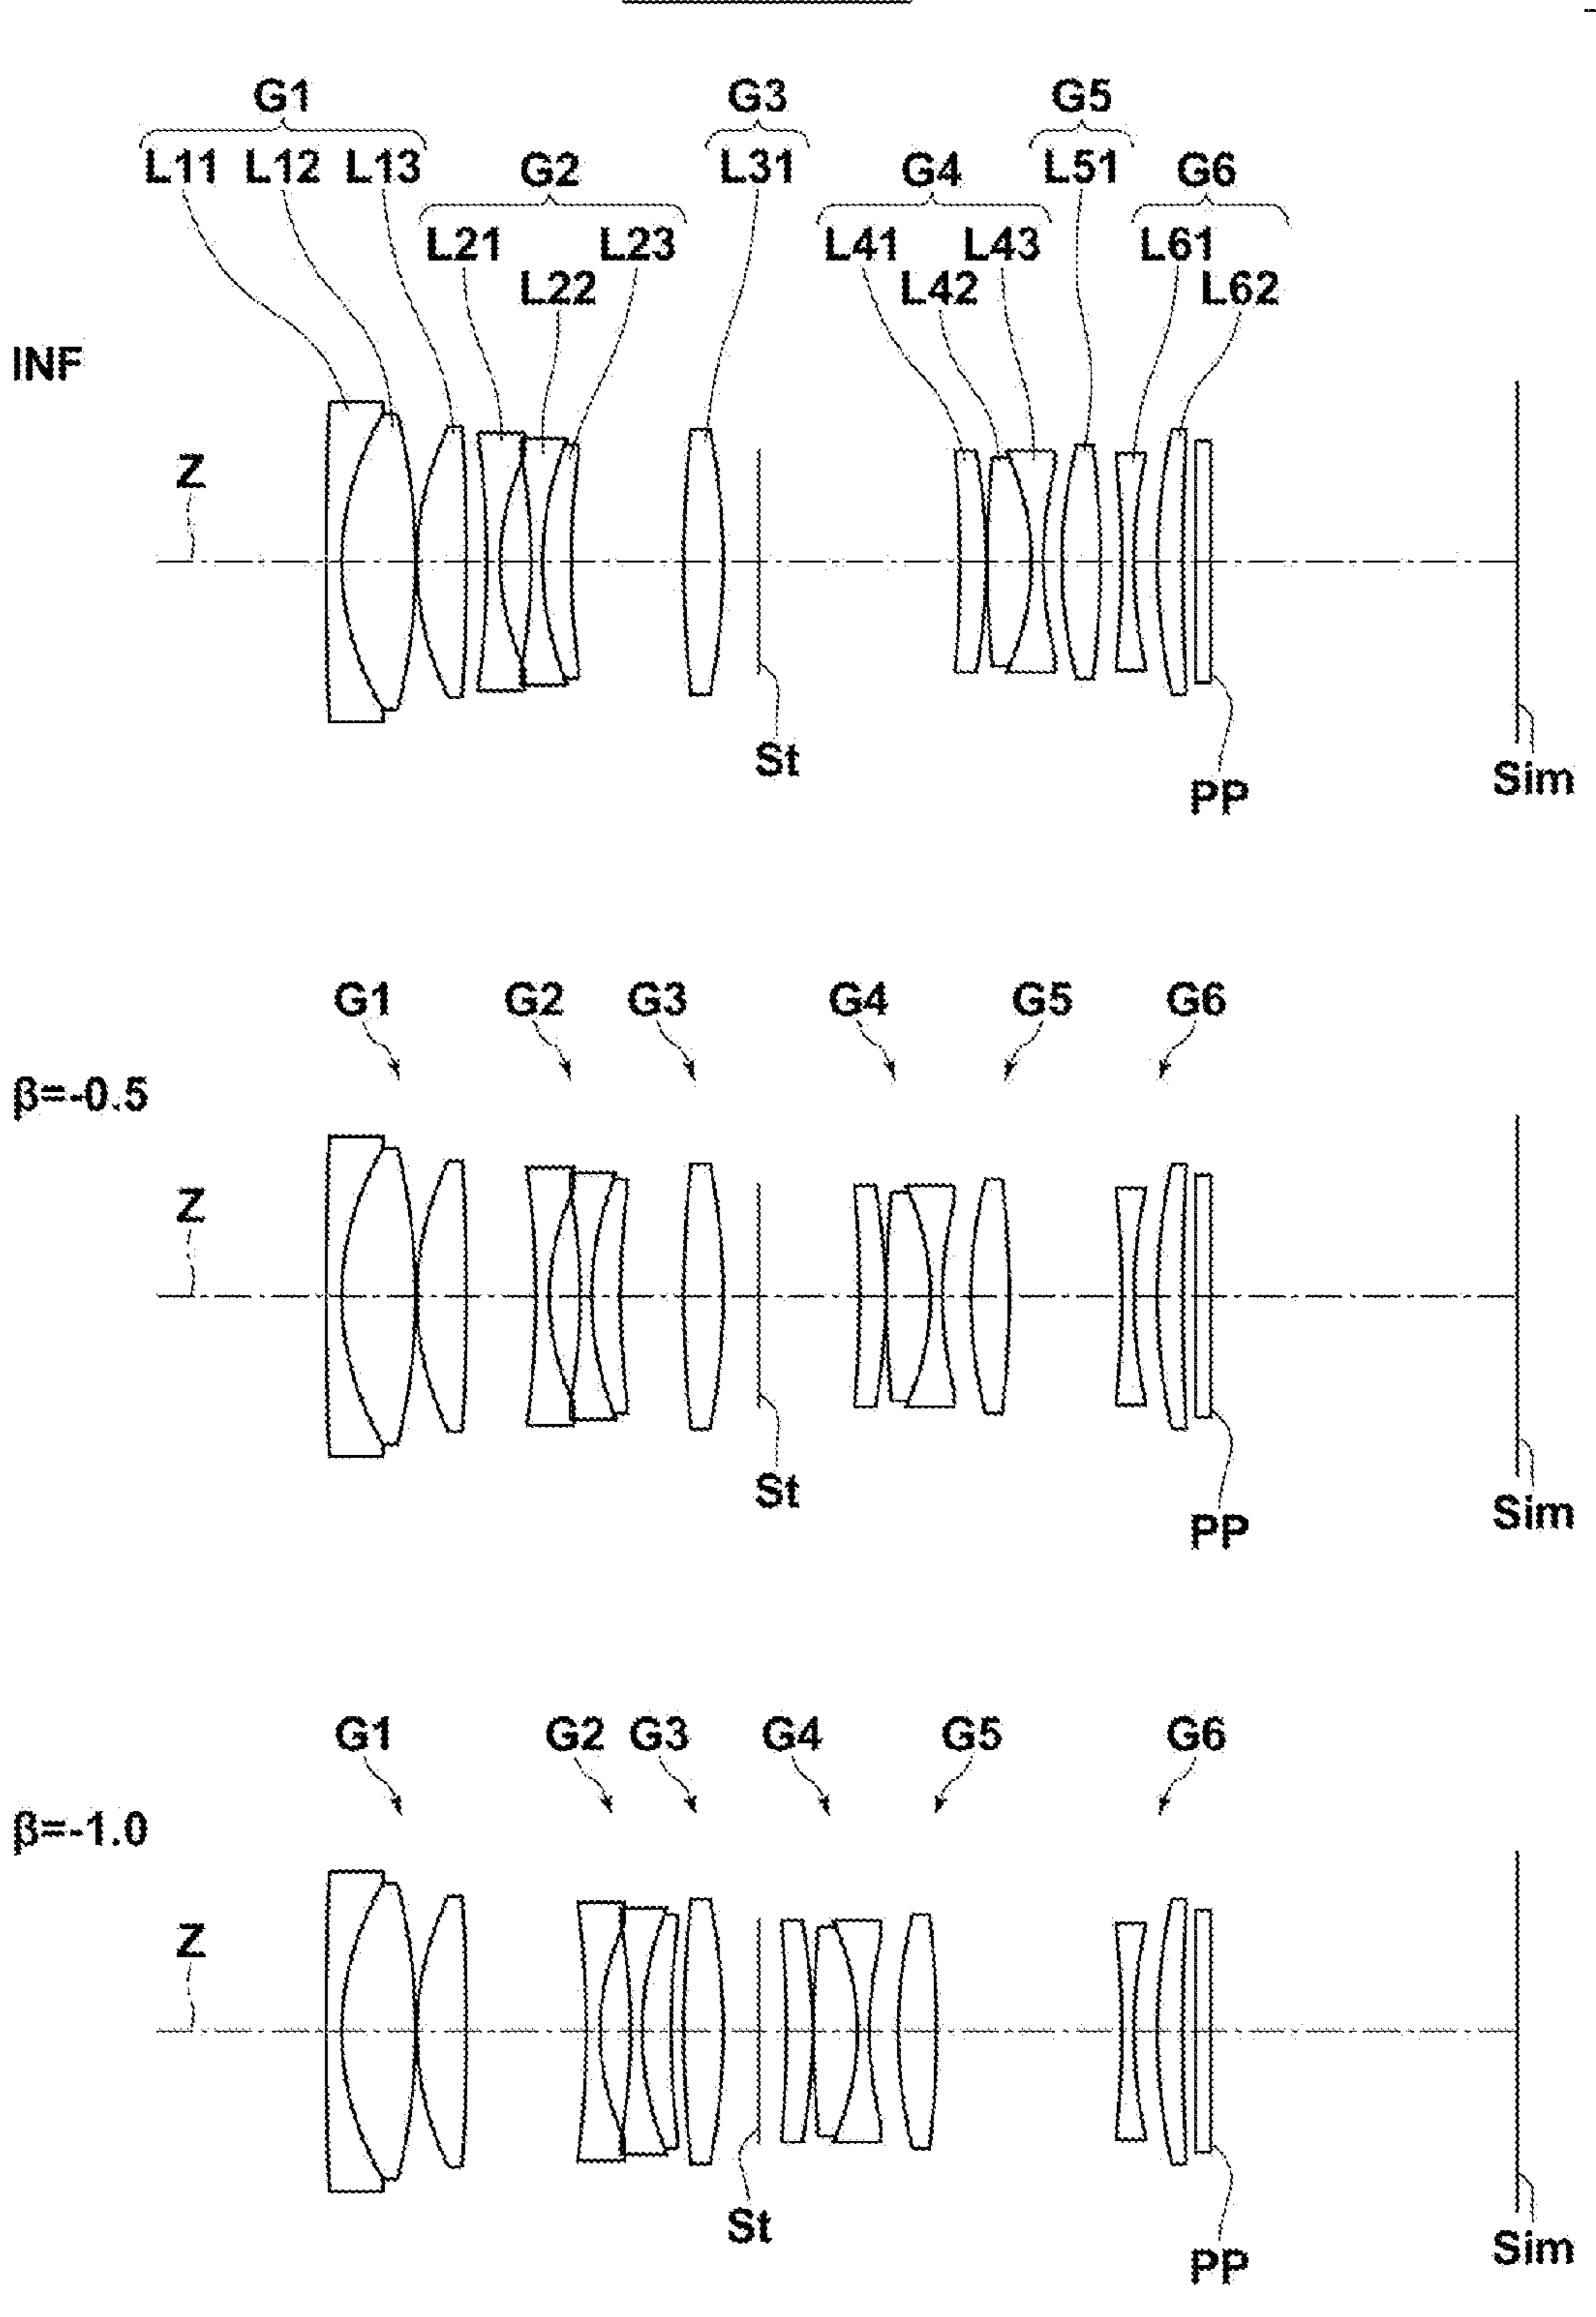 G1 G3 G5
L11 L12 L13 G2 L31 G4 L51 G6
L21 L23 L41 L43 L61
L22 L42 L62
INF
Z
St
PP
Sim
G1 G2 G3 G4 G5 G6
β=-0.5
Z
St
PP
Sim
G1 G2 G3 G4 G5 G6
β=-1.0
Z
St
PP
Sim